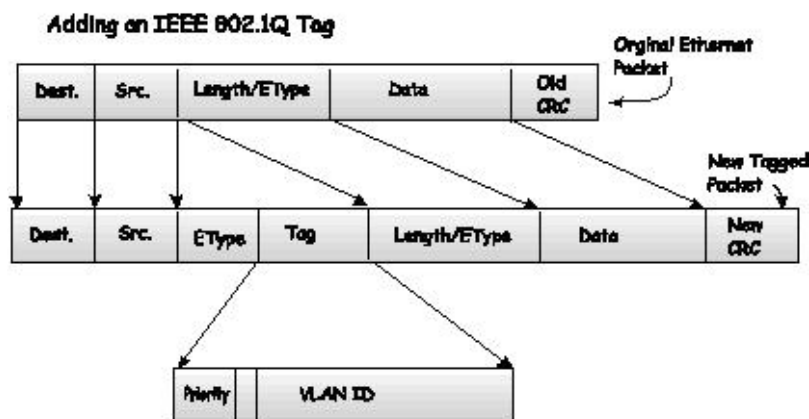 Adding an IEEE 802.1Q Tag
Orginal Ethernet
Packet
Dest. Src. Length/EType Data Old
CRC
New Tagged
Packet
Dest. Src. EType Tag Length/EType Data New
CRC
Priority VLAN ID